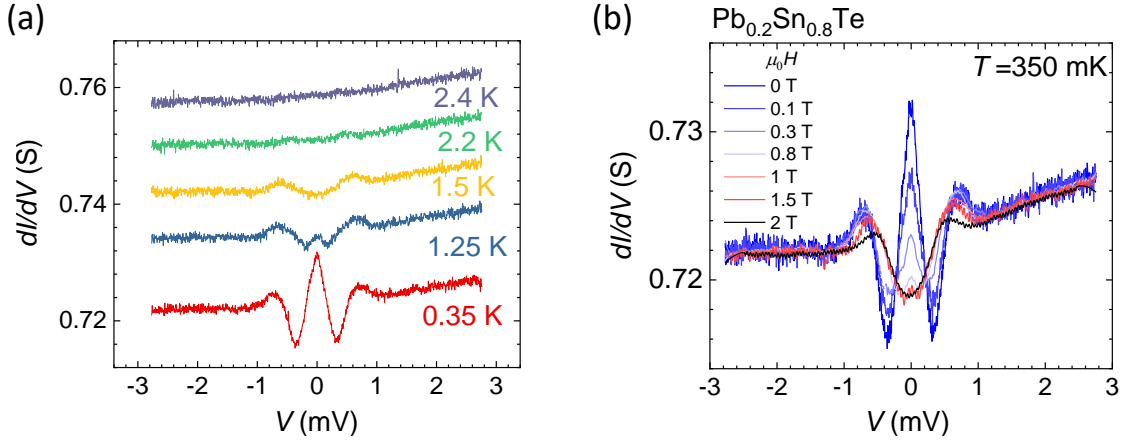 (a)
dI/dV (S)
0.76
0.74
0.72
2.4 K
2.2 K
1.5 K
1.25 K
0.35 K
-3 -2 -1 0 1 2 3
V (mV)
(b)
Pb0.2Sn0.8Te
μ0H
T =350 mK
0 T
0.1 T
0.3 T
0.8 T
1 T
1.5 T
2 T
dI/dV (S)
0.73
0.72
-3 -2 -1 0 1 2 3
V (mV)